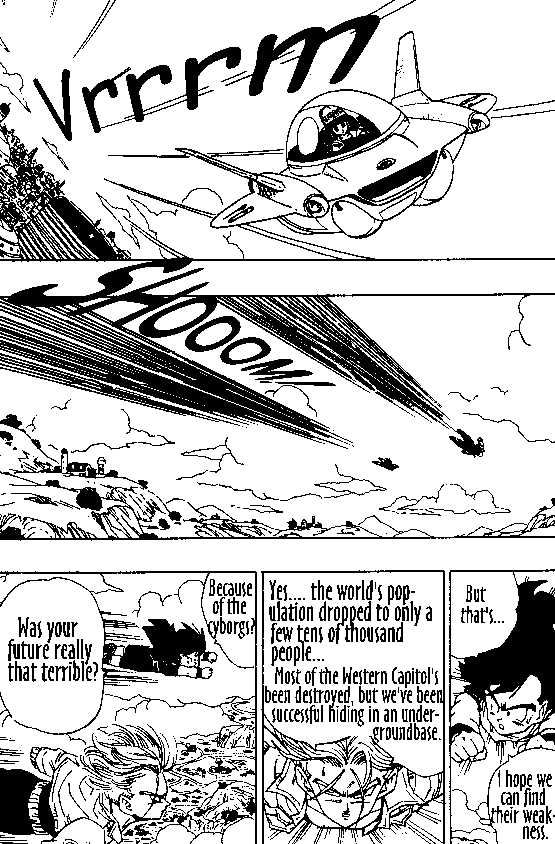 Vrrrm
SHOOOM!
Was your
future really
that terrible?
Because
of the
cyborgs?
Yes.... the world's pop-
ulation dropped to only a
few tens of thousand
people...
Most of the Western Capitol's
been destroyed, but we've been
successful hiding in an under-
groundbase.
But
that's...
I hope we
can find
their weak-
ness.